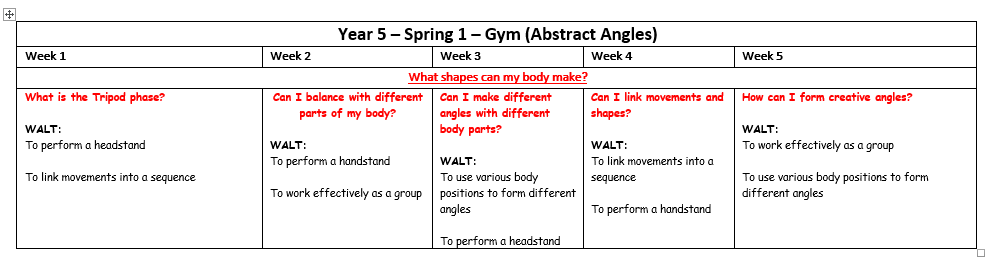 Year 5 – Spring 1 – Gym (Abstract Angles)
Week 1
Week 2
Week 3
Week 4
Week 5
What shapes can my body make?
What is the Tripod phase?
WALT:
To perform a headstand
To link movements into a sequence
Can I balance with different
parts of my body?
WALT:
To perform a handstand
To work effectively as a group
Can I make different
angles with different
body parts?
WALT:
To use various body
positions to form different
angles
To perform a headstand
Can I link movements and
shapes?
WALT:
To link movements into a
sequence
To perform a handstand
How can I form creative angles?
WALT:
To work effectively as a group
To use various body positions to form
different angles